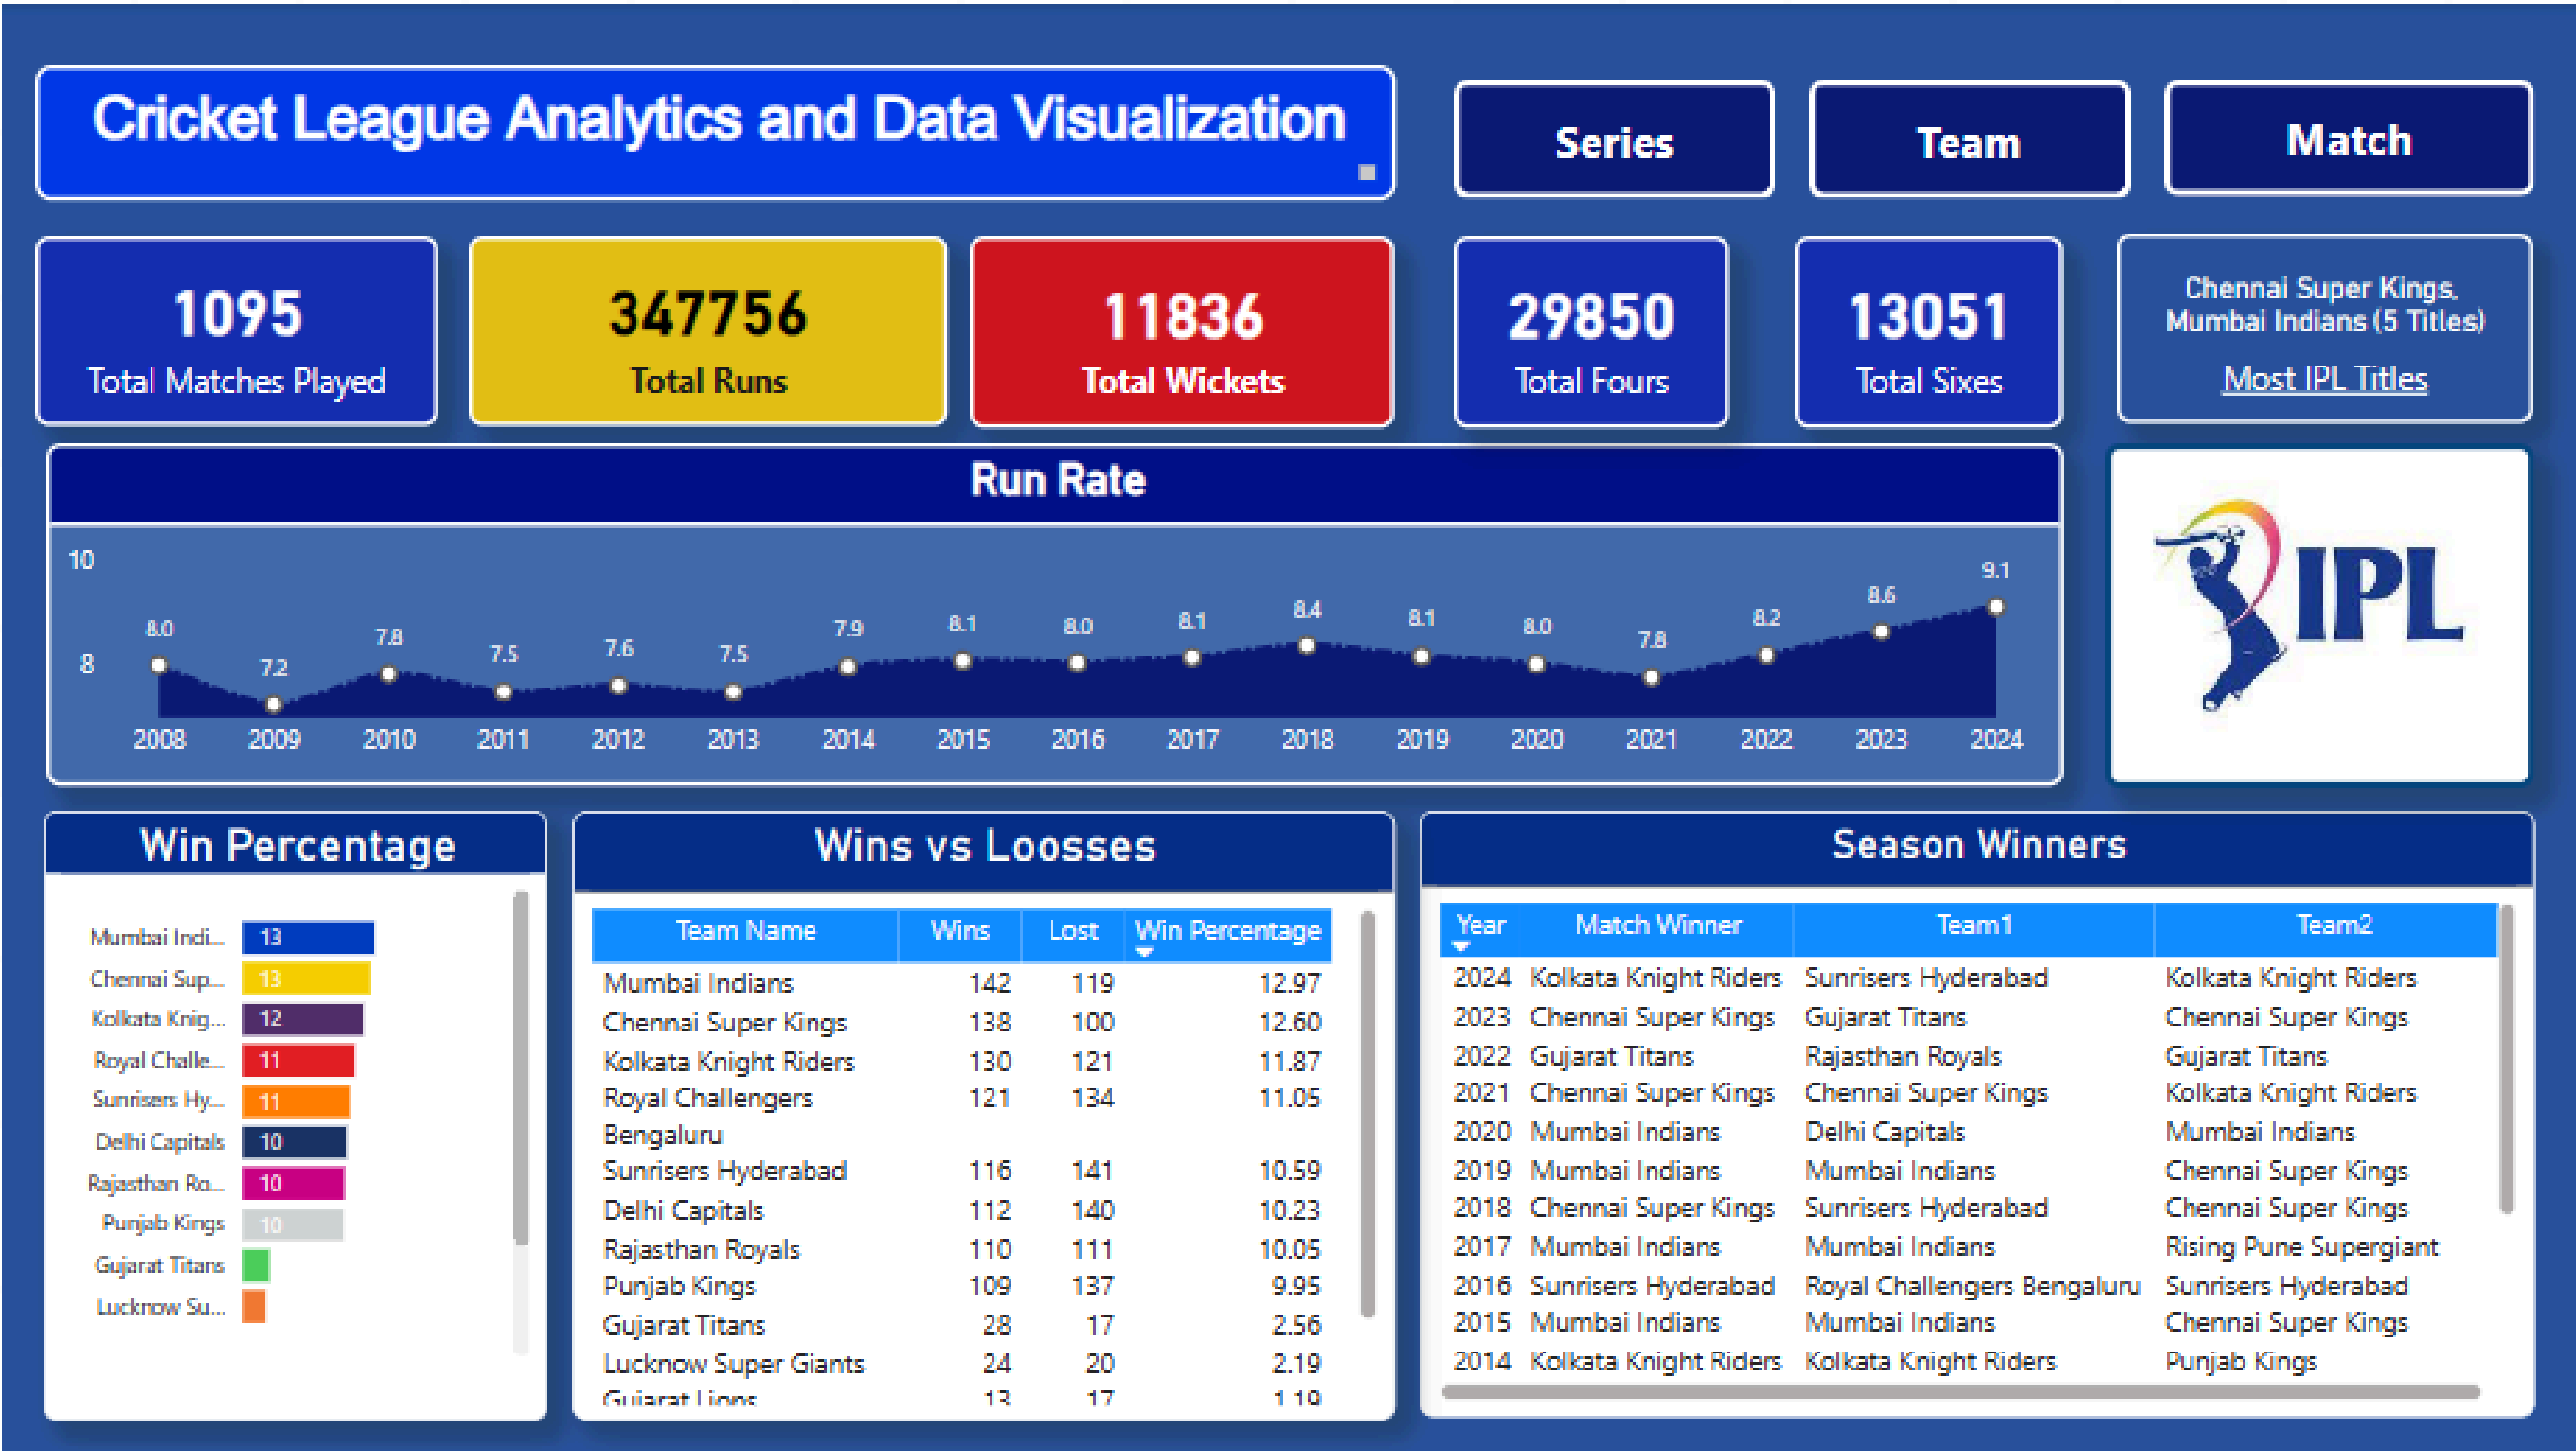 Cricket League Analytics and Data Visualization
Series
Team
Match
1095
Total Matches Played
347756
Total Runs
11836
Total Wickets
29850
Total Fours
13051
Total Sixes
Chennai Super Kings,
Mumbai Indians (5 Titles)
Most IPL Titles
Run Rate
10
8
8.0 7.2 7.8 7.5 7.6 7.5 7.9 8.1 8.0 8.1 8.4 8.1 8.0 7.8 8.2 8.6 9.1
2008 2009 2010 2011 2012 2013 2014 2015 2016 2017 2018 2019 2020 2021 2022 2023 2024
IPL
Win Percentage
Mumbai Indi... 13
Chennai Sup... 13
Kolkata Knig... 12
Royal Challe... 11
Sunrisers Hy... 11
Delhi Capitals 10
Rajasthan Ro... 10
Punjab Kings 10
Gujarat Titans
Lucknow Su...
Wins vs Loosses
Team Name Wins Lost Win Percentage
Mumbai Indians 142 119 12.97
Chennai Super Kings 138 100 12.60
Kolkata Knight Riders 130 121 11.87
Royal Challengers 121 134 11.05
Bengaluru
Sunrisers Hyderabad 116 141 10.59
Delhi Capitals 112 140 10.23
Rajasthan Royals 110 111 10.05
Punjab Kings 109 137 9.95
Gujarat Titans 28 17 2.56
Lucknow Super Giants 24 20 2.19
Gujarat Lions 13 17 1.19
Season Winners
Year Match Winner Team1 Team2
2024 Kolkata Knight Riders Sunrisers Hyderabad Kolkata Knight Riders
2023 Chennai Super Kings Gujarat Titans Chennai Super Kings
2022 Gujarat Titans Rajasthan Royals Gujarat Titans
2021 Chennai Super Kings Chennai Super Kings Kolkata Knight Riders
2020 Mumbai Indians Delhi Capitals Mumbai Indians
2019 Mumbai Indians Mumbai Indians Chennai Super Kings
2018 Chennai Super Kings Sunrisers Hyderabad Chennai Super Kings
2017 Mumbai Indians Mumbai Indians Rising Pune Supergiant
2016 Sunrisers Hyderabad Royal Challengers Bengaluru Sunrisers Hyderabad
2015 Mumbai Indians Mumbai Indians Chennai Super Kings
2014 Kolkata Knight Riders Kolkata Knight Riders Punjab Kings